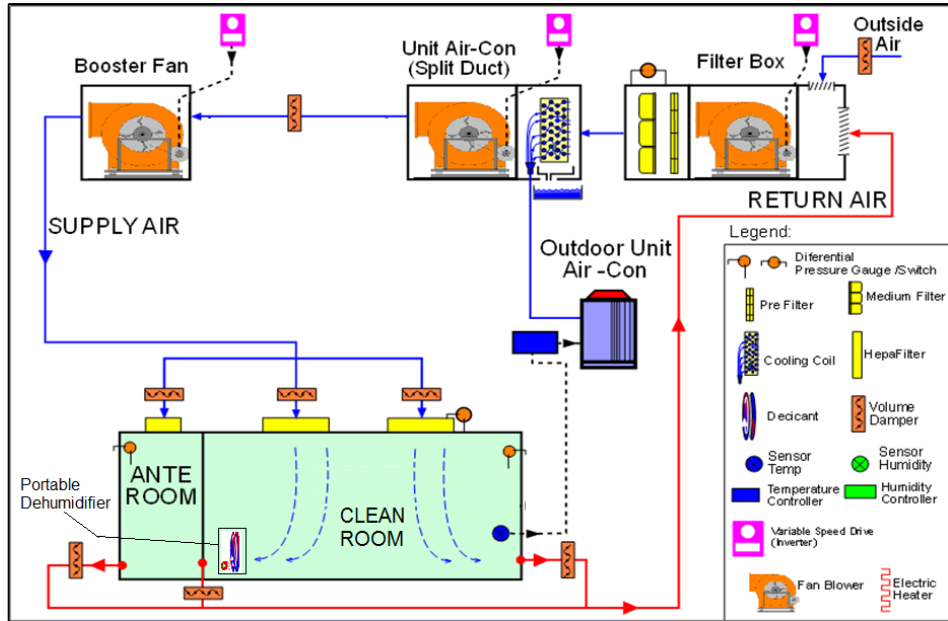 Outside
Air
Unit Air-Con
(Split Duct)
Booster Fan
Filter Box
SUPPLY AIR
RETURN AIR
Outdoor Unit
Air -Con
ANTE
ROOM
CLEAN
ROOM
Portable
Dehumidifier
Legend:
Diferential
Pressure Gauge /Switch
Pre Filter
Medium Filter
Cooling Coil
HepaFilter
Decicant
Volume
Damper
Sensor
Temp
Sensor
Humidity
Temperature
Controller
Humidity
Controller
Variable Speed Drive
(Inverter)
Fan Blower
Electric
Heater